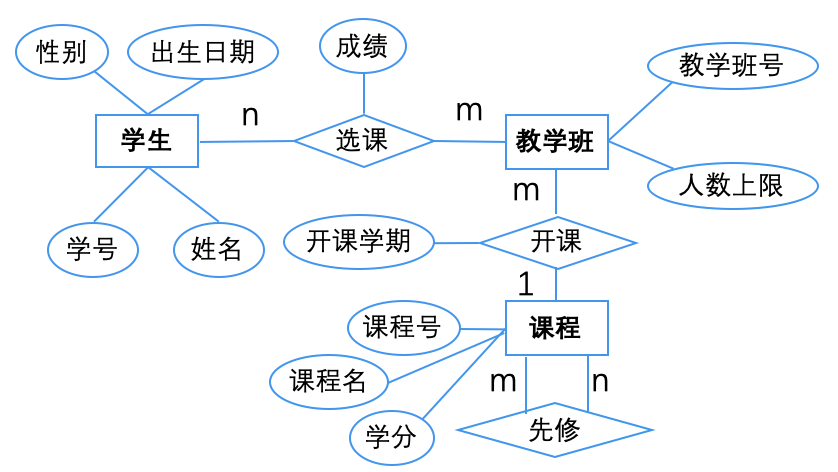 性别
出生日期
成绩
教学班号
n
m
学生
选课
教学班
人数上限
m
学号
姓名
开课学期
开课
1
课程号
课程
课程名
m
n
学分
先修